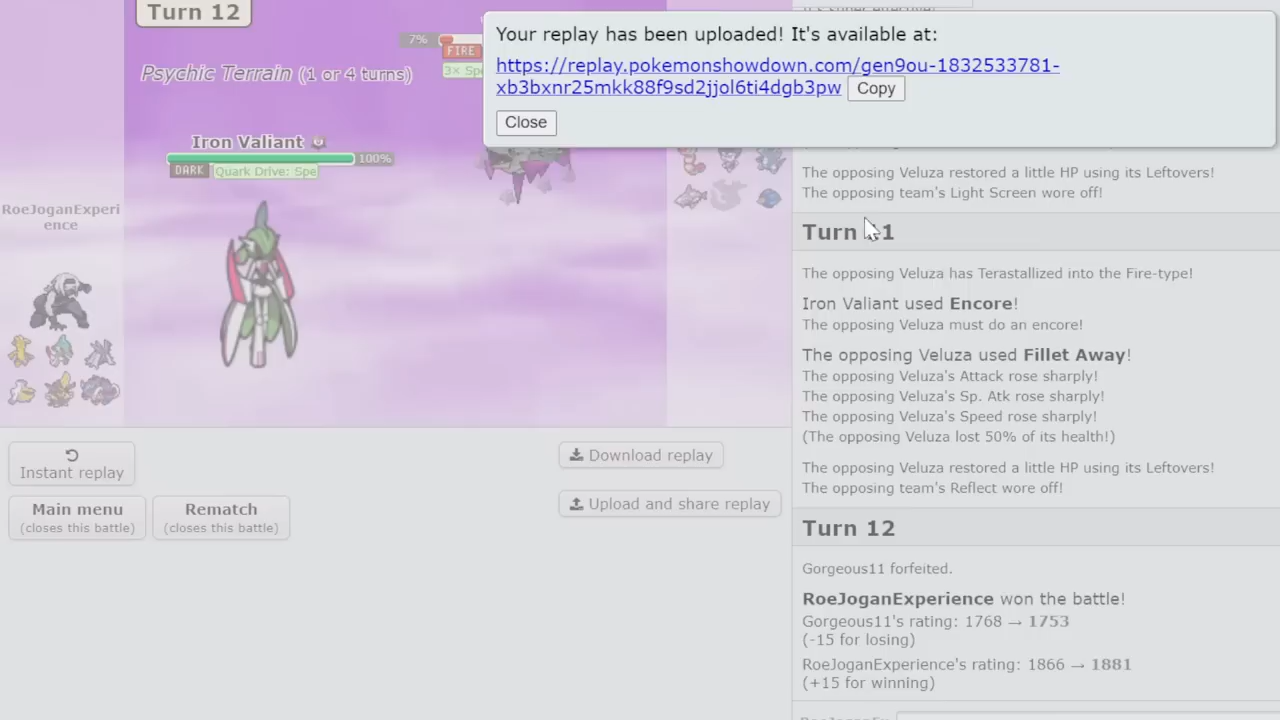 Turn 12
Your replay has been uploaded! It's available at:
https://replay.pokemonshowdown.com/gen9ou-1832533781-
xb3bxnr25mkk88f9sd2jjol6ti4dgb3pw
Copy
Close
7%
FIRE
3× Spe
Psychic Terrain (1 or 4 turns)
Iron Valiant
100%
DARK
Quark Drive: Spe
RoeJoganExperi
ence
Instant replay
Download replay
Upload and share replay
Main menu
(closes this battle)
Rematch
(closes this battle)
The opposing Veluza restored a little HP using its Leftovers!
The opposing team's Light Screen wore off!
Turn 11
The opposing Veluza has Terastallized into the Fire-type!
Iron Valiant used Encore!
The opposing Veluza must do an encore!
The opposing Veluza used Fillet Away!
The opposing Veluza's Attack rose sharply!
The opposing Veluza's Sp. Atk rose sharply!
The opposing Veluza's Speed rose sharply!
(The opposing Veluza lost 50% of its health!)
The opposing Veluza restored a little HP using its Leftovers!
The opposing team's Reflect wore off!
Turn 12
Gorgeous11 forfeited.
RoeJoganExperience won the battle!
Gorgeous11's rating: 1768 → 1753
(-15 for losing)
RoeJoganExperience's rating: 1866 → 1881
(+15 for winning)